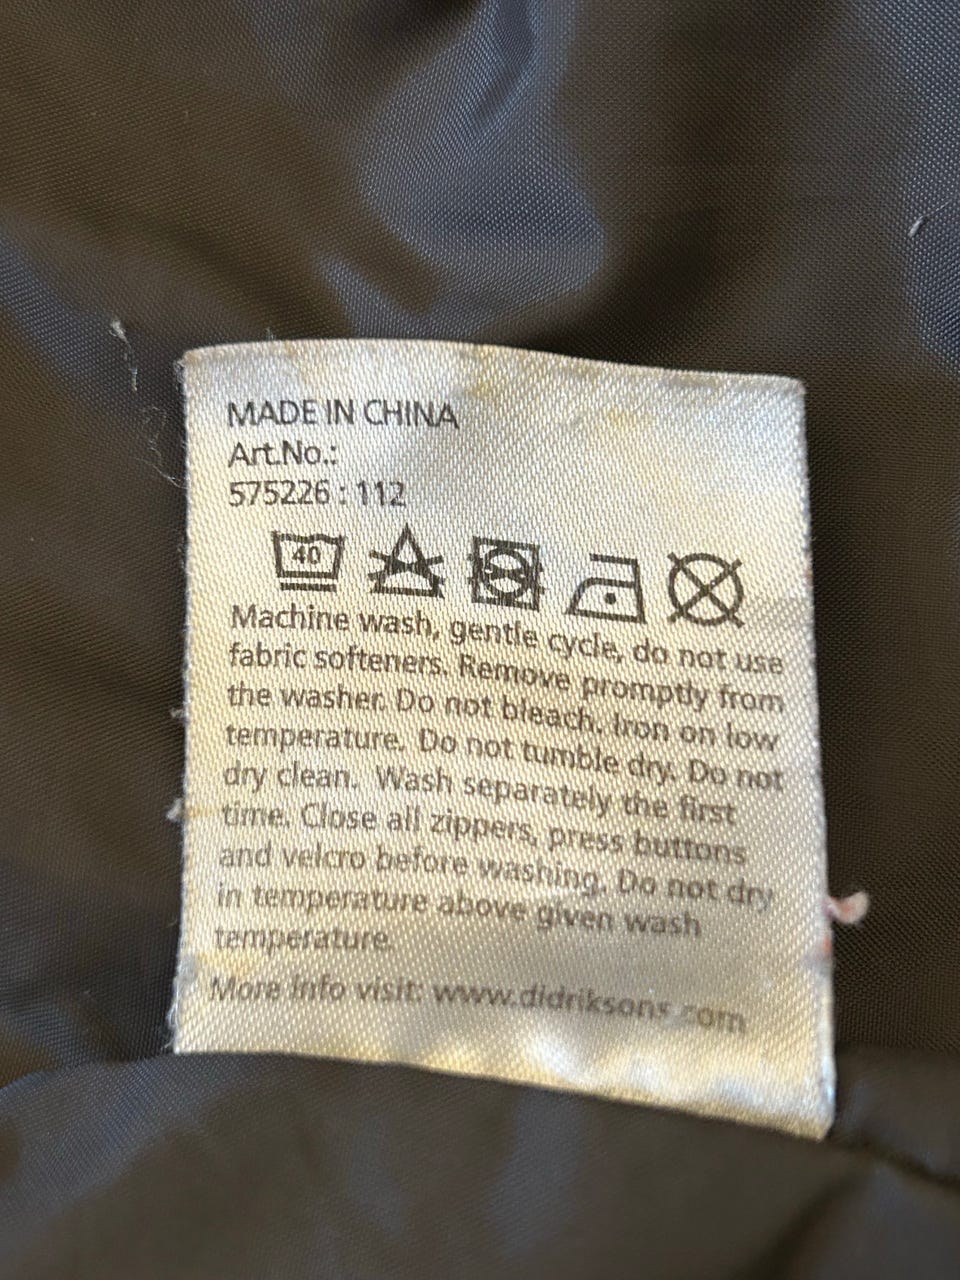 MADE IN CHINA
Art.No.:
575226 : 112
40
Machine wash, gentle cycle, do not use
fabric softeners. Remove promptly from
the washer. Do not bleach. Iron on low
temperature. Do not tumble dry. Do not
dry clean. Wash separately the first
time. Close all zippers, press buttons
and velcro before washing. Do not dry
in temperature above given wash
temperature.
More info visit: www.didriksons.com